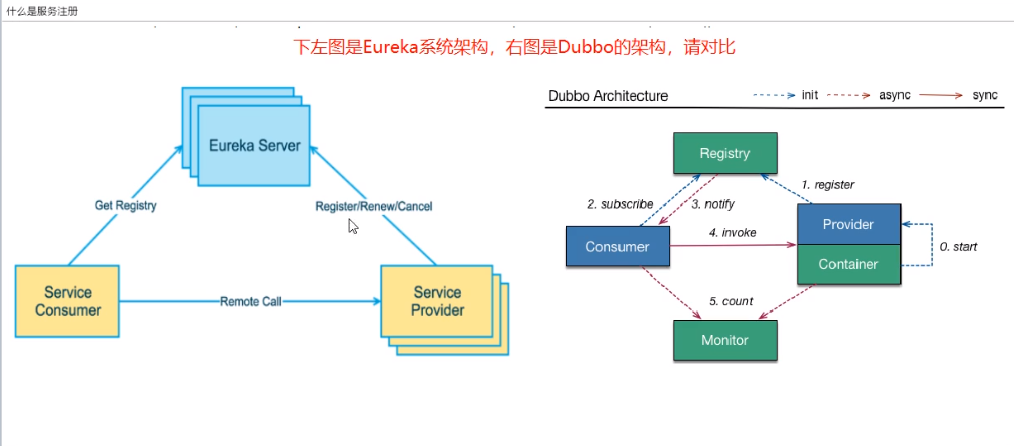 什么是服务注册
下左图是Eureka系统架构，右图是Dubbo的架构，请对比
Eureka Server
Get Registry
Register/Renew/Cancel
Service
Consumer
Remote Call
Service
Provider
Dubbo Architecture
init
async
sync
Registry
1. register
2. subscribe
3. notify
Provider
4. invoke
Consumer
0. start
Container
5. count
Monitor